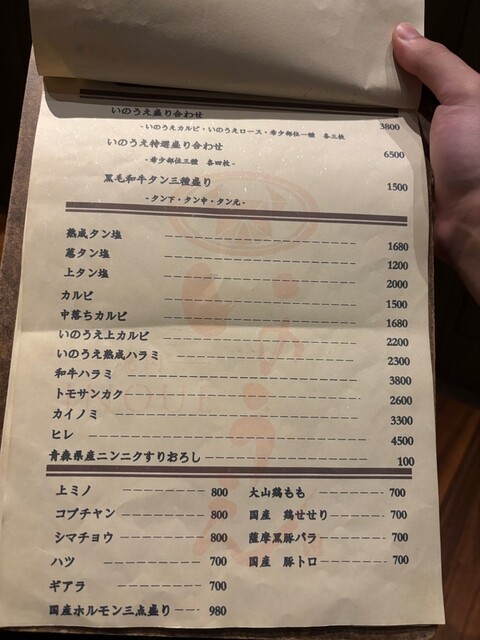 いのうえ盛り合わせ
-いのうえカルビ・いのうえロース・希少部位一種 各三枚 3800
いのうえ特選盛り合わせ
-希少部位三種 各四枚- 6500
黒毛和牛タン三種盛り 1500
-タン下・タン中・タン元-
熟成タン塩 1680
葱タン塩 1200
上タン塩 2000
カルビ 1500
中落ちカルビ 1680
いのうえ上カルビ 2200
いのうえ熟成ハラミ 2300
和牛ハラミ 3800
トモサンカク 2600
カイノミ 3300
ヒレ 4500
青森県産ニンニクすりおろし 100
上ミノ 800
コプチャン 800
シマチョウ 800
ハツ 700
ギアラ 700
国産ホルモン三点盛り 980
大山鶏もも 700
国産 鶏せせり 700
薩摩黒豚バラ 700
国産 豚トロ 700